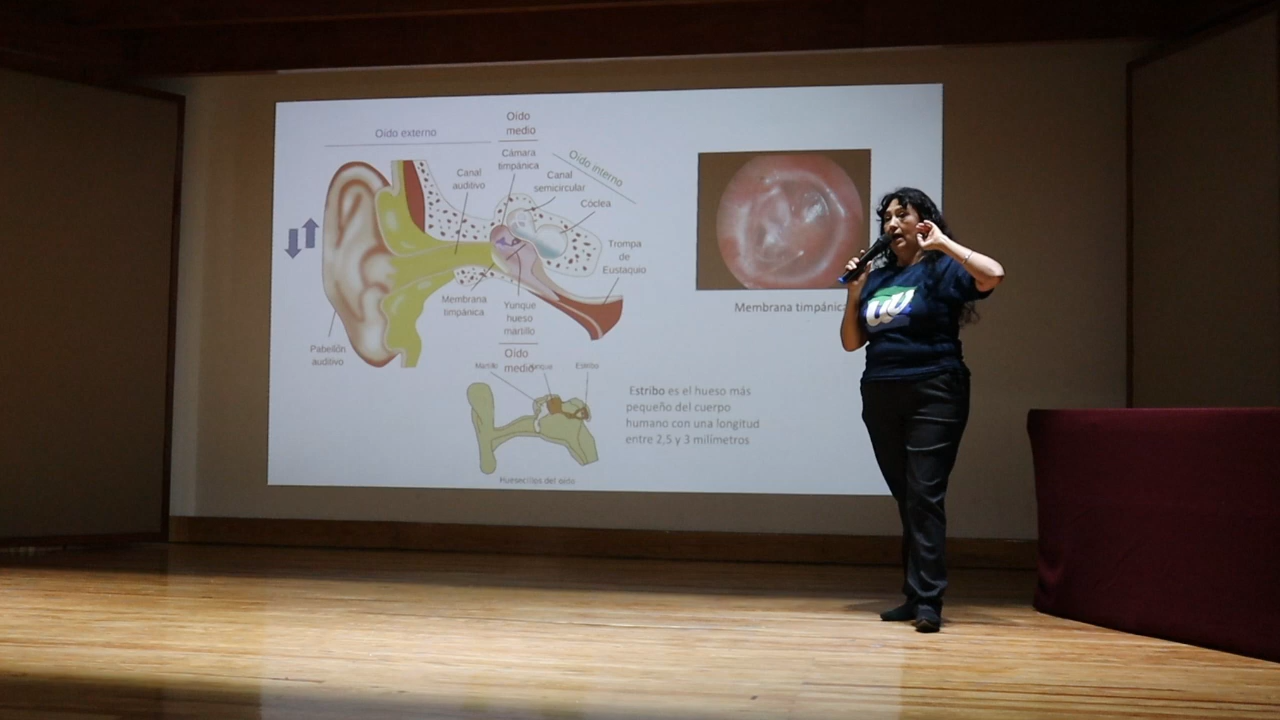 Oído externo
Oído
medio
Cámara
timpánica
Oído interno
Canal
auditivo
Canal
semicircular
Cóclea
Trompa
de
Eustaquio
Membrana
timpánica
Yunque
hueso
martillo
Pabellón
auditivo
Oído
medio
Martillo
Yunque
Estribo
Huesecillos del oído
Membrana timpánica
Estribo es el hueso más
pequeño del cuerpo
humano con una longitud
entre 2,5 y 3 milímetros